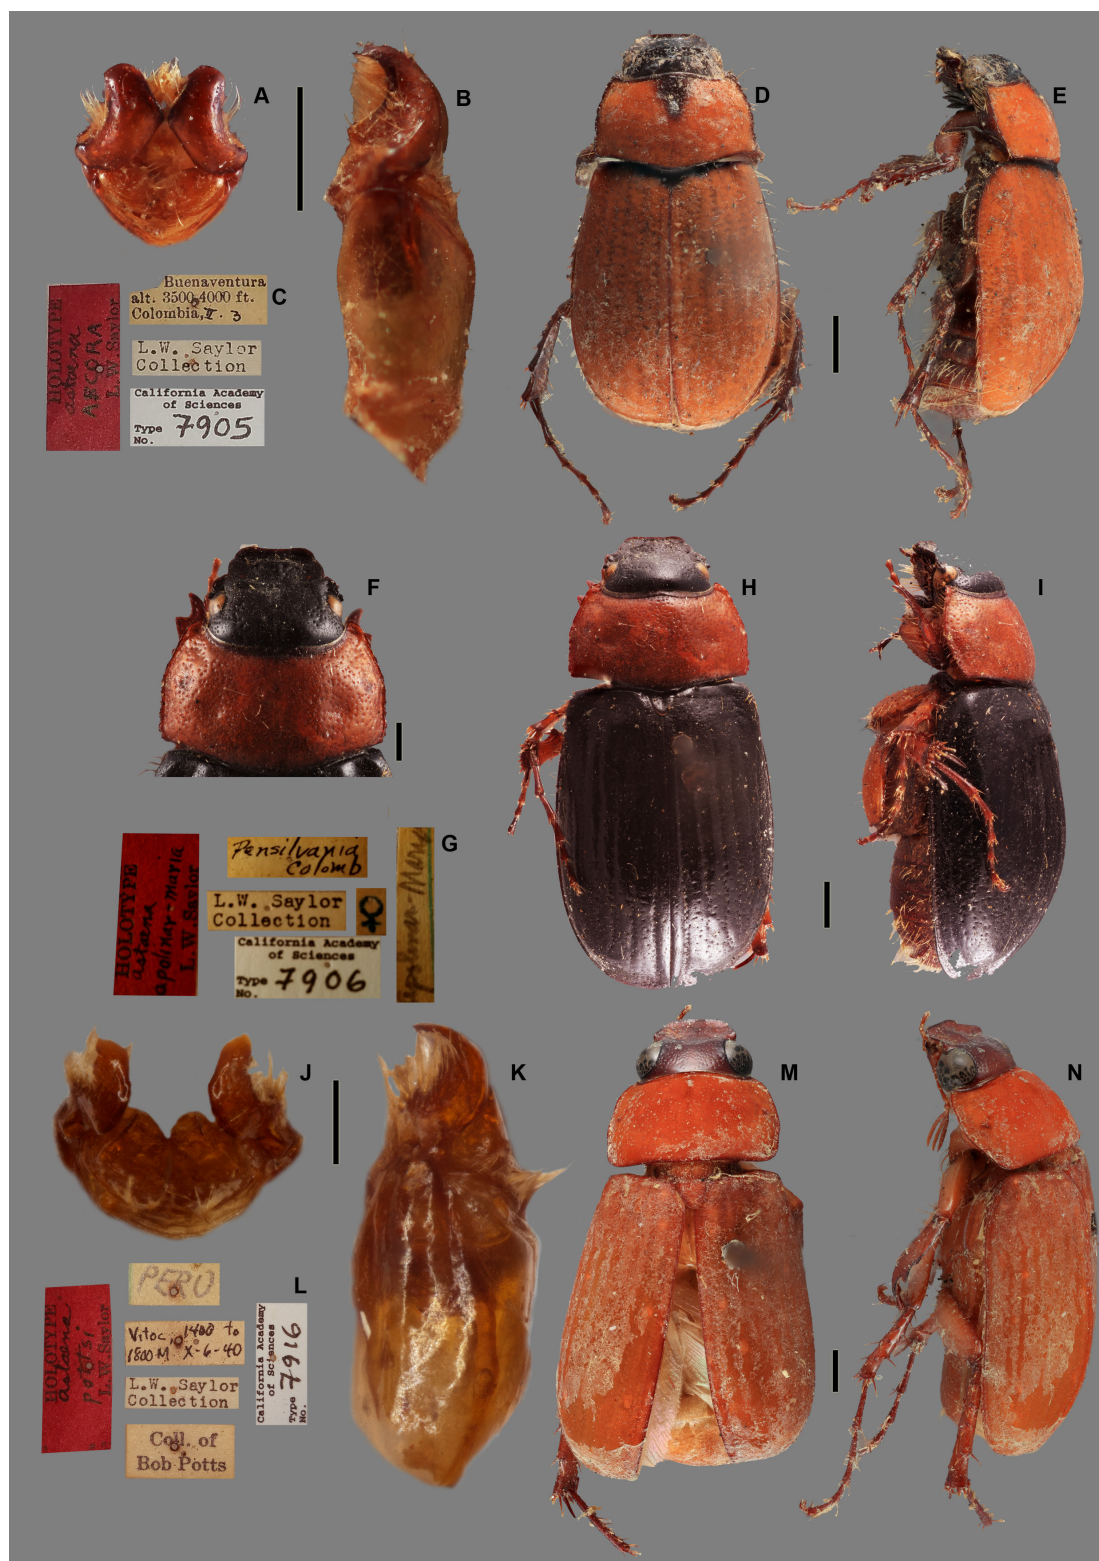 A
B
D
E
C
HOLOTYPE
astaena
AECORA
L.W. Saylor
Buenaventura
alt. 3500-4000 ft.
Colombia, V. 3
L.W. Saylor
Collection
California Academy
of Sciences
Type
No. 7905
F
H
I
G
HOLOTYPE
astaena
apolinar-maria
L.W. Saylor
Pensilvania
Colomb
L.W. Saylor
Collection
♀
California Academy
of Sciences
Type
No. 7906
J
K
M
N
L
HOLOTYPE
astaena
pottsi
L.W. Saylor
PERU
Vitoc, 1400 to
1800 M X-6-40
L.W. Saylor
Collection
Coll. of
Bob Potts
California Academy
of Sciences
Type
No. 7916